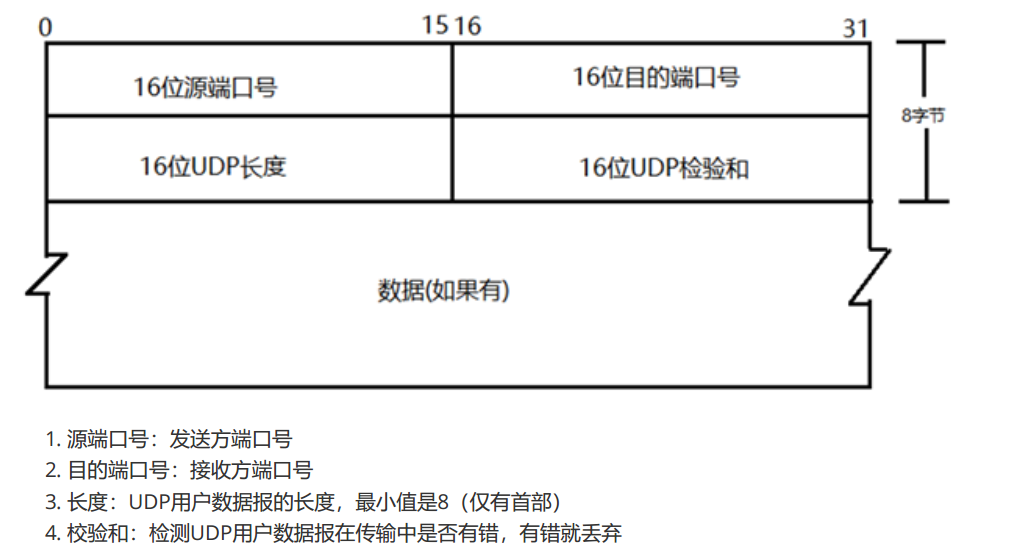 0 15 16 31
16位源端口号 16位目的端口号
8字节
16位UDP长度 16位UDP检验和
数据(如果有)
1. 源端口号：发送方端口号
2. 目的端口号：接收方端口号
3. 长度：UDP用户数据报的长度，最小值是8（仅有首部）
4. 校验和：检测UDP用户数据报在传输中是否有错，有错就丢弃